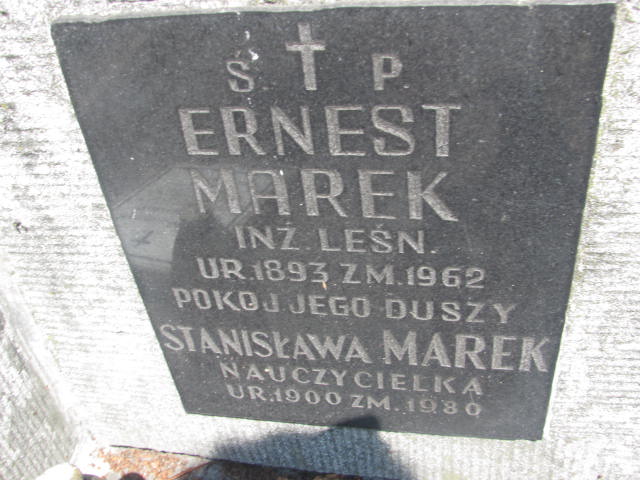 Ś P.
ERNEST
MAREK
INŻ. LEŚN.
UR.1893.ZM.1962
POKÓJ JEGO DUSZY
STANISŁAWA MAREK
NAUCZYCIELKA
UR.1900 ZM.1980